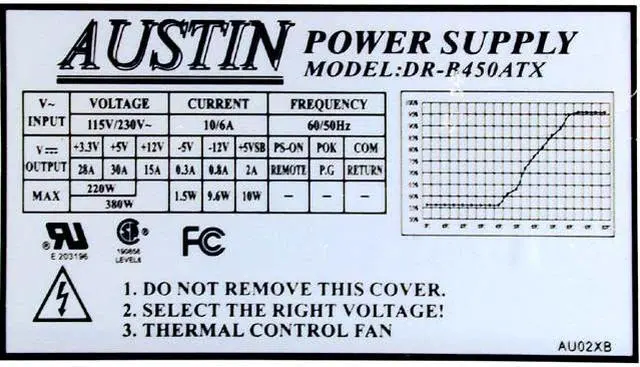 AUSTIN POWER SUPPLY
MODEL:DR-B450ATX
V~ INPUT VOLTAGE CURRENT FREQUENCY
115V/230V~ 10/6A 60/50Hz
V⎓ OUTPUT +3.3V +5V +12V -5V -12V +5VSB PS-ON POK COM
28A 30A 15A 0.3A 0.8A 2A REMOTE P.G RETURN
MAX 220W 380W 1.5W 9.6W 10W – – –
E 203196
LEVEL6
FC
1. DO NOT REMOVE THIS COVER.
2. SELECT THE RIGHT VOLTAGE!
3. THERMAL CONTROL FAN
AU02XB